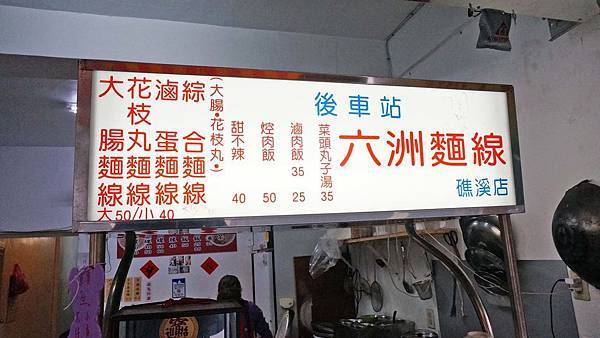 後車站
六洲麵線
礁溪店
菜頭丸子湯 35
滷肉飯 35 25
焢肉飯 50
甜不辣 40
(大腸•花枝丸•)
綜合麵線
滷蛋麵線
花枝丸麵線
大腸麵線
大50/小40